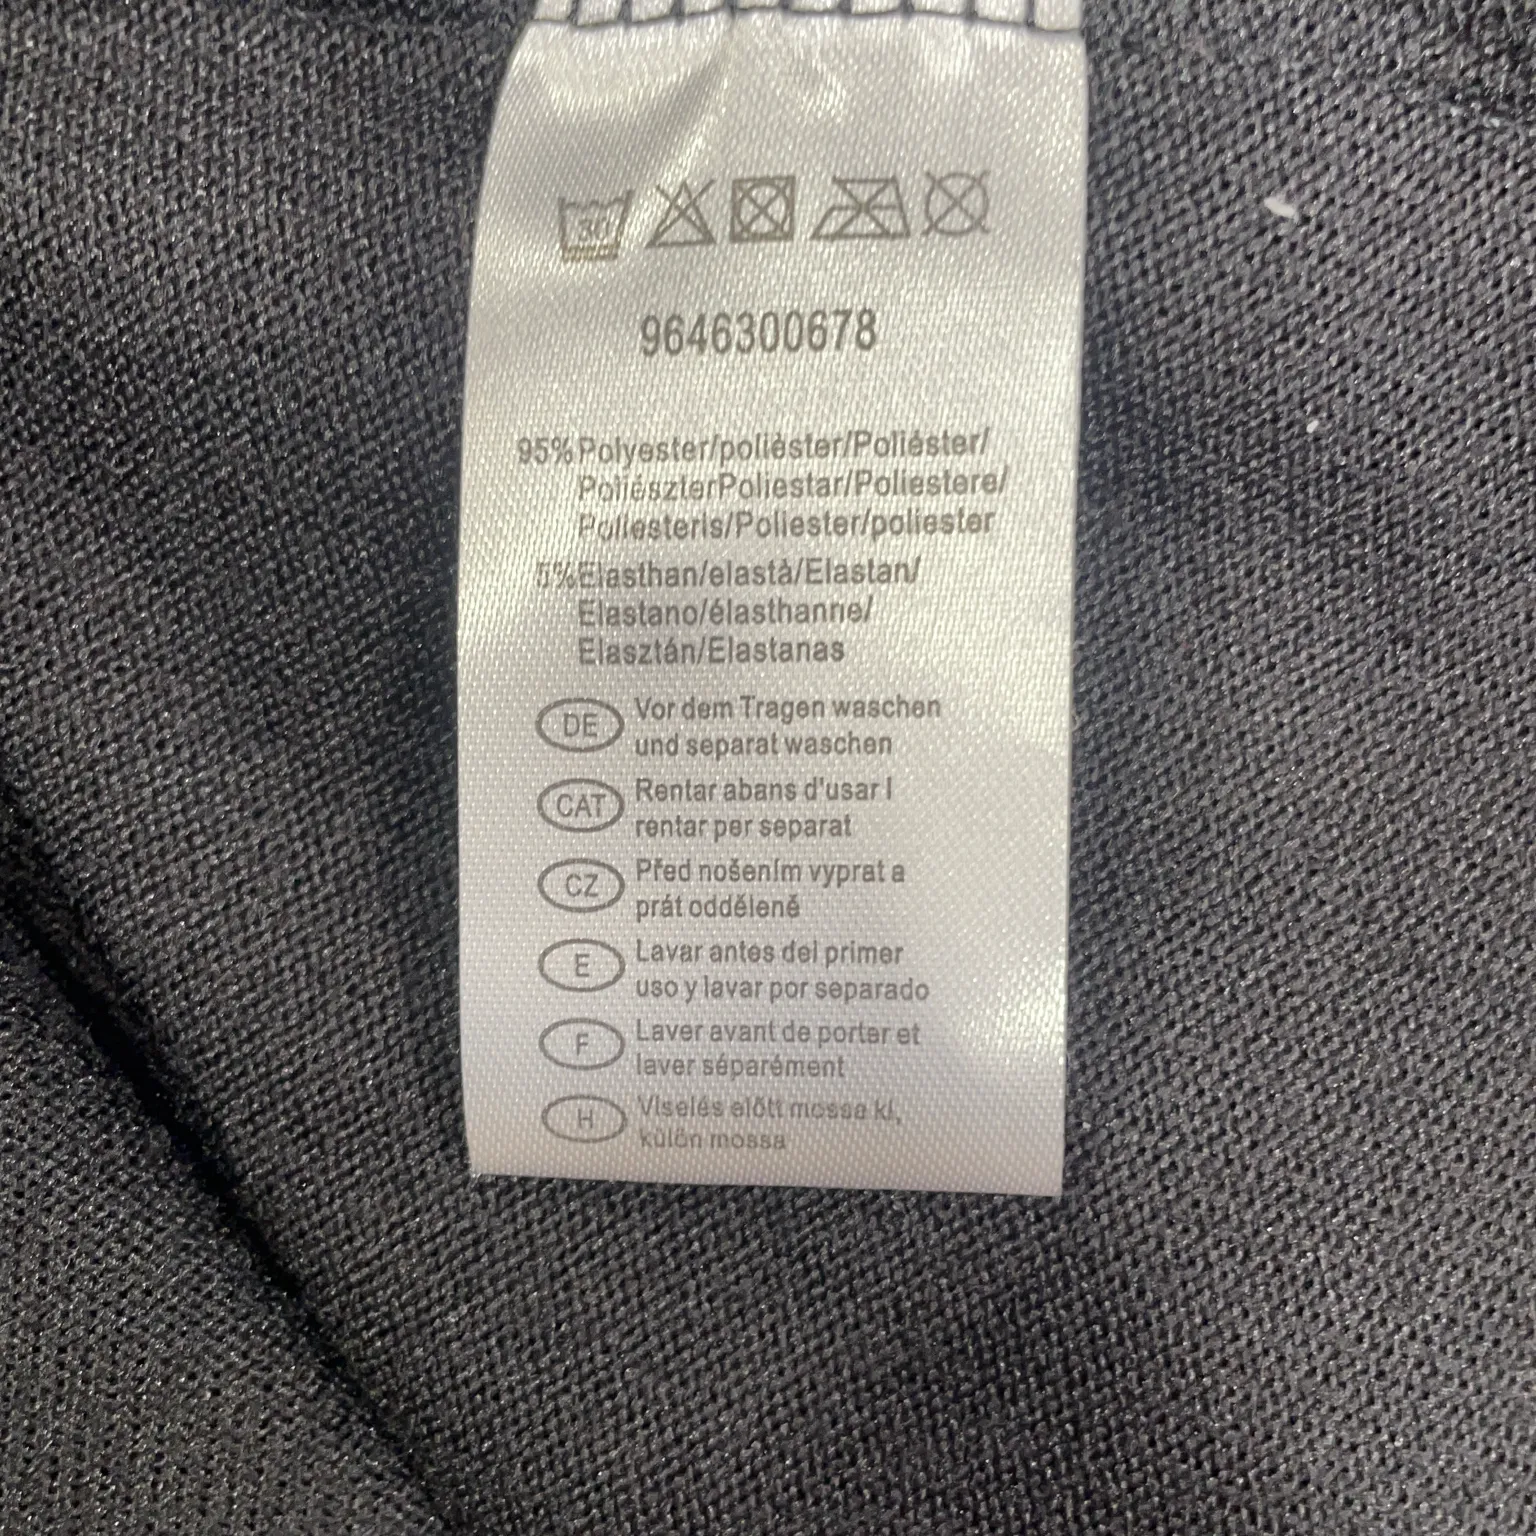 30
9646300678
95% Polyester/polièster/Poliéster/
PoliészterPoliestar/Poliestere/
Poliesteris/Poliester/poliester
5% Elasthan/elastà/Elastan/
Elastano/élasthanne/
Elasztán/Elastanas
DE Vor dem Tragen waschen
und separat waschen
CAT Rentar abans d'usar I
rentar per separat
CZ Před nošením vyprat a
prát odděleně
E Lavar antes del primer
uso y lavar por separado
F Laver avant de porter et
laver séparément
H Viselés előtt mossa ki,
külön mossa